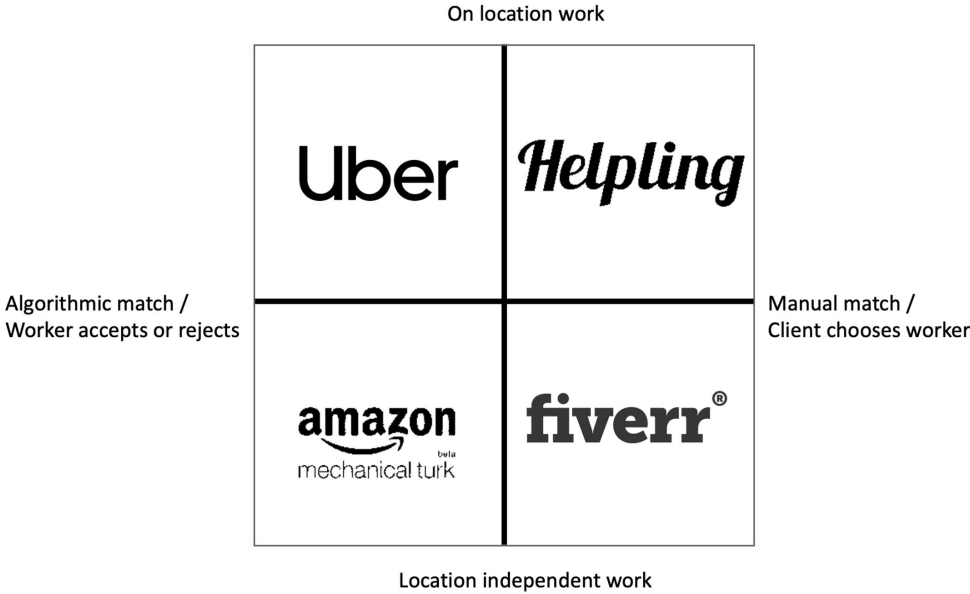 On location work
Uber
Helpling
Algorithmic match /
Worker accepts or rejects
Manual match /
Client chooses worker
amazon
beta
mechanical turk
fiverr®
Location independent work